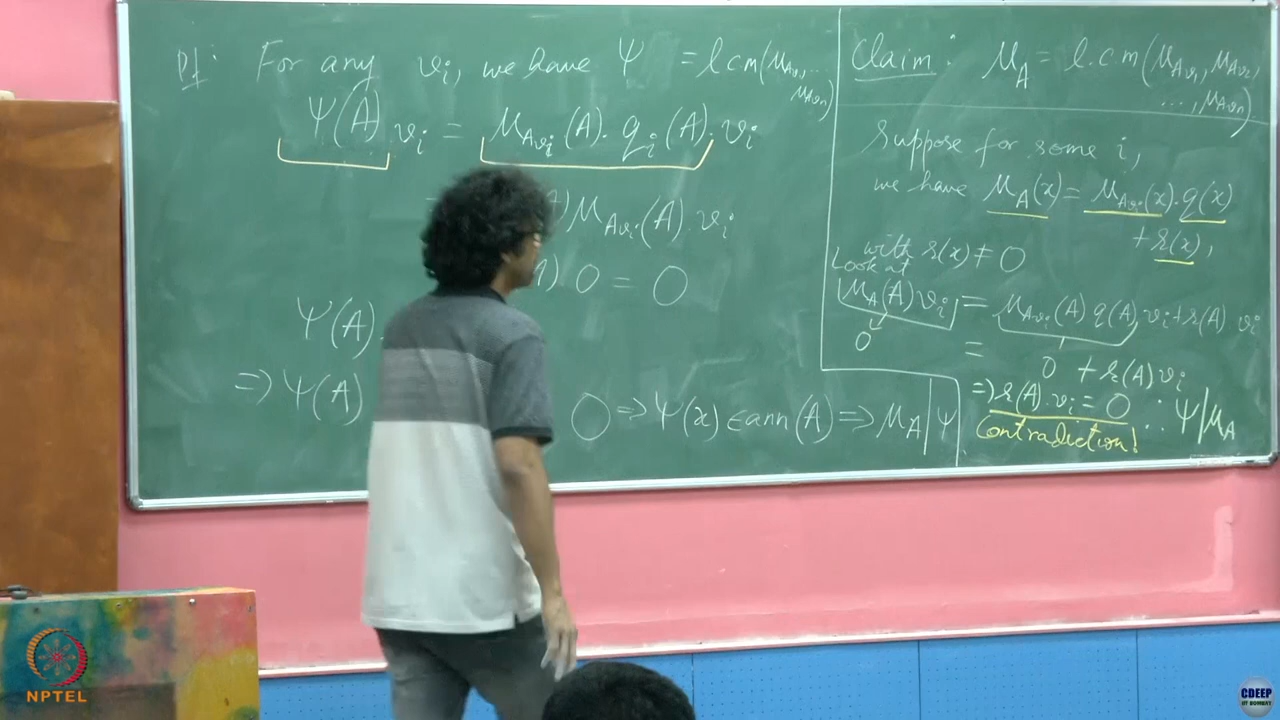 Pf: For any v_i, we have Ψ = lcm(μ_{Av_1}, ... μ_{Av_n})
Ψ(A) v_i = μ_{Av_i}(A) · q_i(A) · v_i
) μ_{Av_i}(A) · v_i
) 0 = 0
Ψ(A)
=> Ψ(A) 0 => Ψ(x) ∈ ann(A) => μ_A | Ψ
Claim: μ_A = l.c.m(μ_{Av_1}, μ_{Av_2},
..., μ_{Av_n})
Suppose for some i,
we have μ_A(x) = μ_{Av_i}(x) · q(x)
+ r(x),
with r(x) ≠ 0
Look at
μ_A(A) v_i = μ_{Av_i}(A) q(A) v_i + r(A) v_i
0
= 0 + r(A) v_i
=> r(A) · v_i = 0
Contradiction! ∴ Ψ | μ_A
NPTEL
CDEEP
IIT BOMBAY